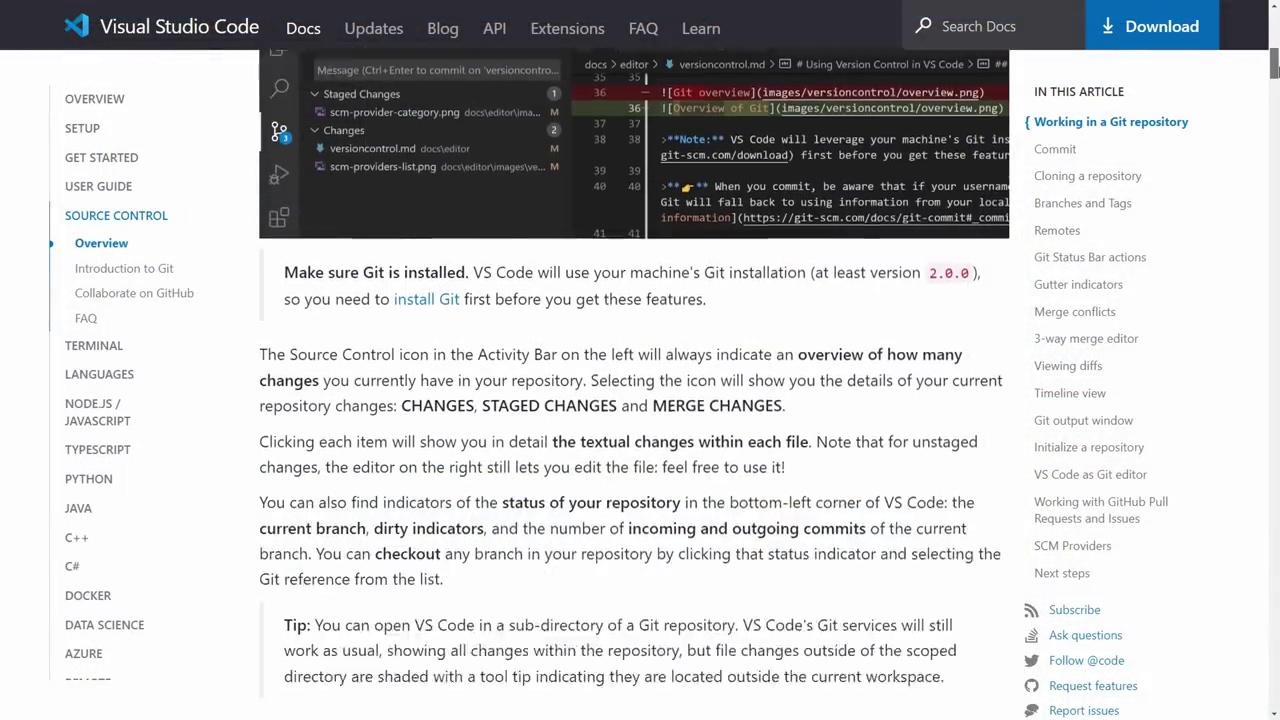 Visual Studio Code
Docs
Updates
Blog
API
Extensions
FAQ
Learn
Search Docs
Download
OVERVIEW
SETUP
GET STARTED
USER GUIDE
SOURCE CONTROL
Overview
Introduction to Git
Collaborate on GitHub
FAQ
TERMINAL
LANGUAGES
NODE.JS /
JAVASCRIPT
TYPESCRIPT
PYTHON
JAVA
C++
C#
DOCKER
DATA SCIENCE
AZURE
Message (Ctrl+Enter to commit on 'versioncontro...
Staged Changes 1
scm-provider-category.png docs\editor\ima... M
Changes 2
versioncontrol.md docs\editor M
scm-providers-list.png docs\editor\images\ve... M
1
docs > editor > versioncontrol.md > # Using Version Control in VS Code > ##
35 35
36 — ![Git overview](images/versioncontrol/overview.png)
36+ ![Overview of Git](images/versioncontrol/overview.png)
37 37
38 38 >**Note:** VS Code will leverage your machine's Git ins
git-scm.com/download) first before you get these featur
39 39
40 40 >**👉** When you commit, be aware that if your usernam
Git will fall back to using information from your local
information](https://git-scm.com/docs/git-commit#_commi
41 41
Make sure Git is installed. VS Code will use your machine's Git installation (at least version 2.0.0),
so you need to install Git first before you get these features.
The Source Control icon in the Activity Bar on the left will always indicate an overview of how many
changes you currently have in your repository. Selecting the icon will show you the details of your current
repository changes: CHANGES, STAGED CHANGES and MERGE CHANGES.
Clicking each item will show you in detail the textual changes within each file. Note that for unstaged
changes, the editor on the right still lets you edit the file: feel free to use it!
You can also find indicators of the status of your repository in the bottom-left corner of VS Code: the
current branch, dirty indicators, and the number of incoming and outgoing commits of the current
branch. You can checkout any branch in your repository by clicking that status indicator and selecting the
Git reference from the list.
Tip: You can open VS Code in a sub-directory of a Git repository. VS Code's Git services will still
work as usual, showing all changes within the repository, but file changes outside of the scoped
directory are shaded with a tool tip indicating they are located outside the current workspace.
IN THIS ARTICLE
Working in a Git repository
Commit
Cloning a repository
Branches and Tags
Remotes
Git Status Bar actions
Gutter indicators
Merge conflicts
3-way merge editor
Viewing diffs
Timeline view
Git output window
Initialize a repository
VS Code as Git editor
Working with GitHub Pull
Requests and Issues
SCM Providers
Next steps
Subscribe
Ask questions
Follow @code
Request features
Report issues